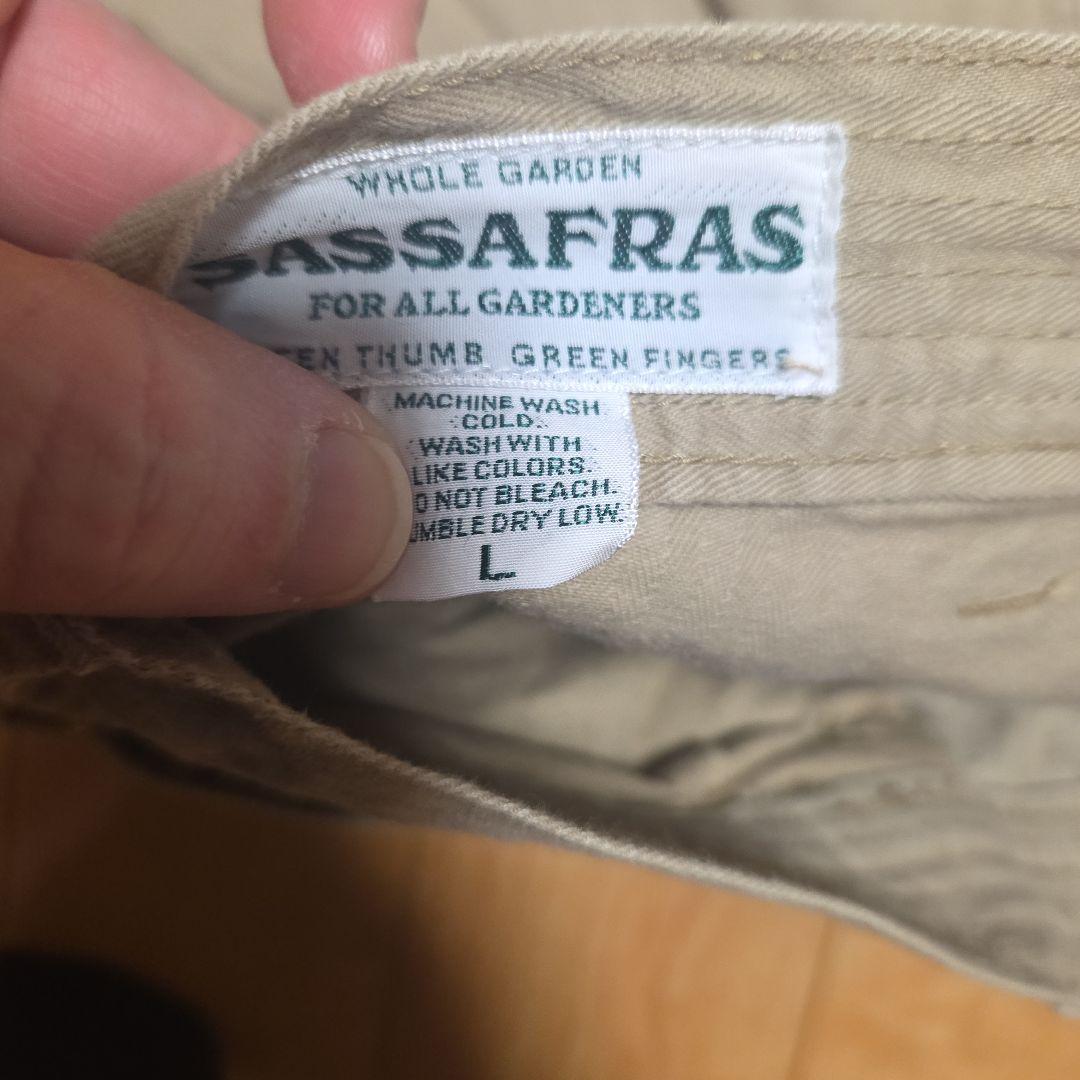 WHOLE GARDEN
SASSAFRAS
FOR ALL GARDENERS
THUMB GREEN FINGERS
MACHINE WASH
COLD.
WASH WITH
LIKE COLORS.
NOT BLEACH.
DRY LOW.
L